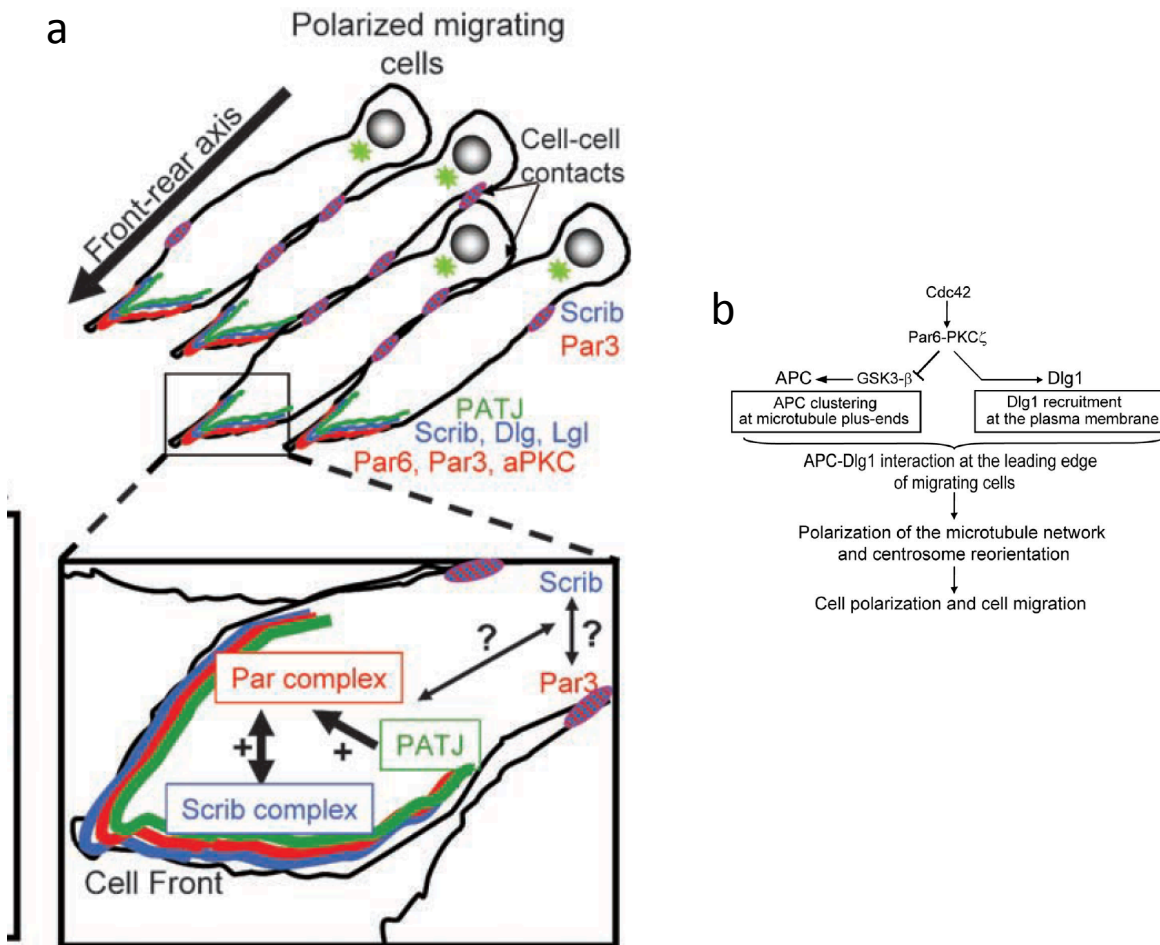 a
Polarized migrating
cells
Front-rear axis
Cell-cell
contacts
Scrib
Par3
PATJ
Scrib, Dlg, Lgl
Par6, Par3, aPKC
Scrib
?
?
Par complex
Par3
+
+
PATJ
Scrib complex
Cell Front
b
Cdc42
Par6-PKCζ
APC
GSK3-β
Dlg1
APC clustering
at microtubule plus-ends
Dlg1 recruitment
at the plasma membrane
APC-Dlg1 interaction at the leading edge
of migrating cells
Polarization of the microtubule network
and centrosome reorientation
Cell polarization and cell migration